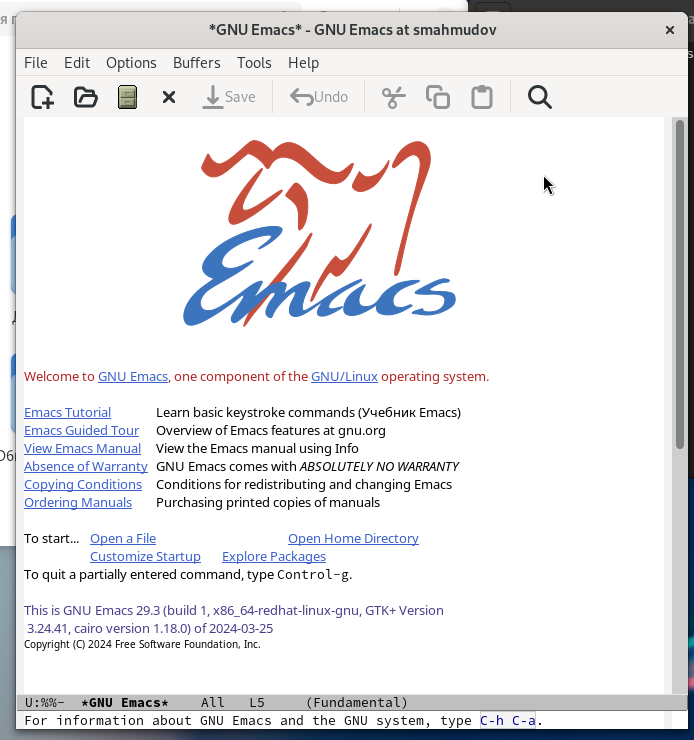 *GNU Emacs* - GNU Emacs at smahmudov
File Edit Options Buffers Tools Help
Save Undo
Emacs
Welcome to GNU Emacs, one component of the GNU/Linux operating system.
Emacs Tutorial Learn basic keystroke commands (Учебник Emacs)
Emacs Guided Tour Overview of Emacs features at gnu.org
View Emacs Manual View the Emacs manual using Info
Absence of Warranty GNU Emacs comes with ABSOLUTELY NO WARRANTY
Copying Conditions Conditions for redistributing and changing Emacs
Ordering Manuals Purchasing printed copies of manuals
To start... Open a File Open Home Directory
Customize Startup Explore Packages
To quit a partially entered command, type Control-g.
This is GNU Emacs 29.3 (build 1, x86_64-redhat-linux-gnu, GTK+ Version
3.24.41, cairo version 1.18.0) of 2024-03-25
Copyright (C) 2024 Free Software Foundation, Inc.
U:%%- *GNU Emacs* All L5 (Fundamental)
For information about GNU Emacs and the GNU system, type C-h C-a.